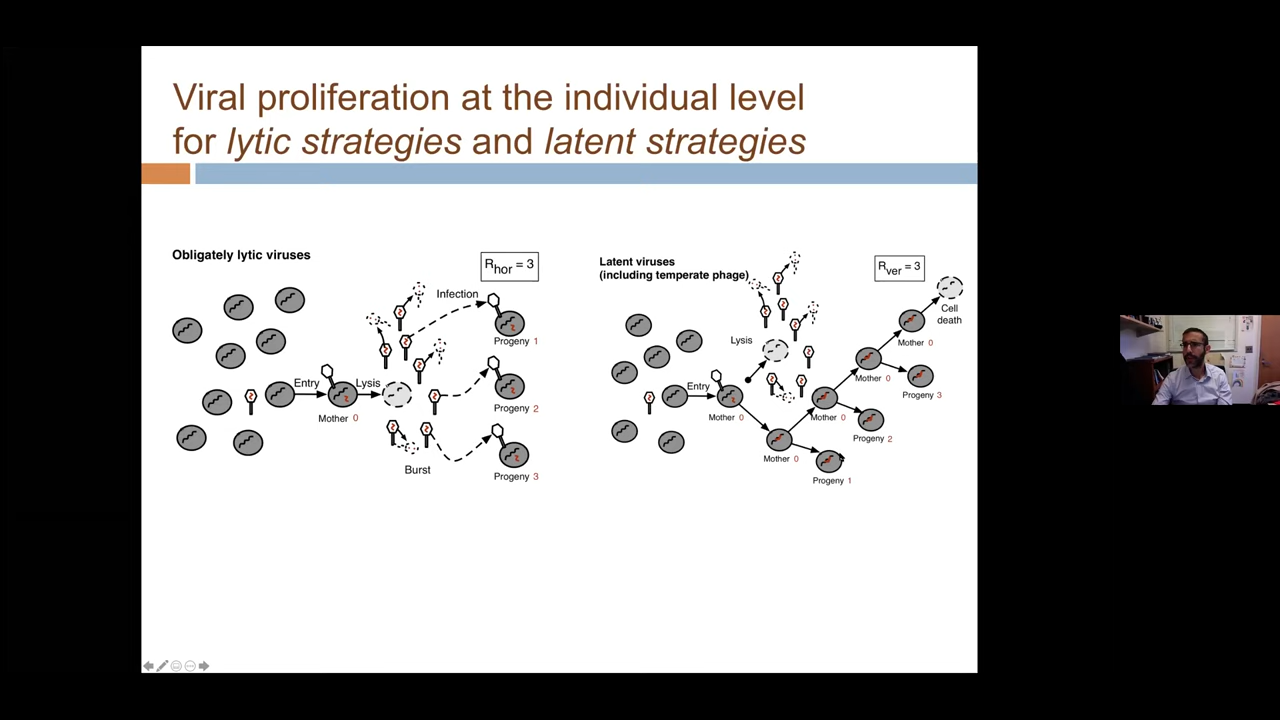 Viral proliferation at the individual level
for lytic strategies and latent strategies
Obligately lytic viruses
R hor = 3
Infection
Progeny 1
Entry
Lysis
Mother 0
Progeny 2
Burst
Progeny 3
Latent viruses
(including temperate phage)
R ver = 3
Cell
death
Mother 0
Lysis
Mother 0
Progeny 3
Entry
Mother 0
Mother 0
Progeny 2
Mother 0
Progeny 1